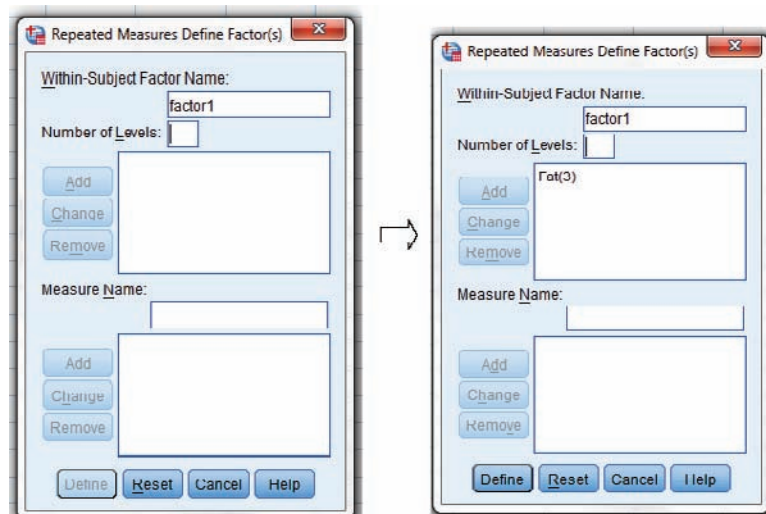 Repeated Measures Define Factor(s)
Within-Subject Factor Name:
factor1
Number of Levels:
Add
Change
Remove
Measure Name:
Add
Change
Remove
Define Reset Cancel Help
Repeated Measures Define Factor(s)
Within-Subject Factor Name:
factor1
Number of Levels:
Add
Change
Remove
Measure Name:
Add
Change
Remove
Define Reset Cancel Help